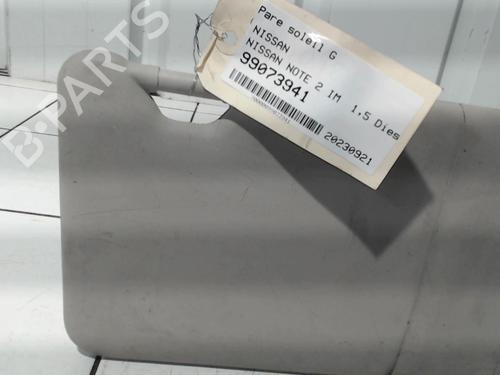 Pare soleil G
NISSAN
NISSAN NOTE 2 IM 1.5 Dies
99073941
20230921
B-PARTS